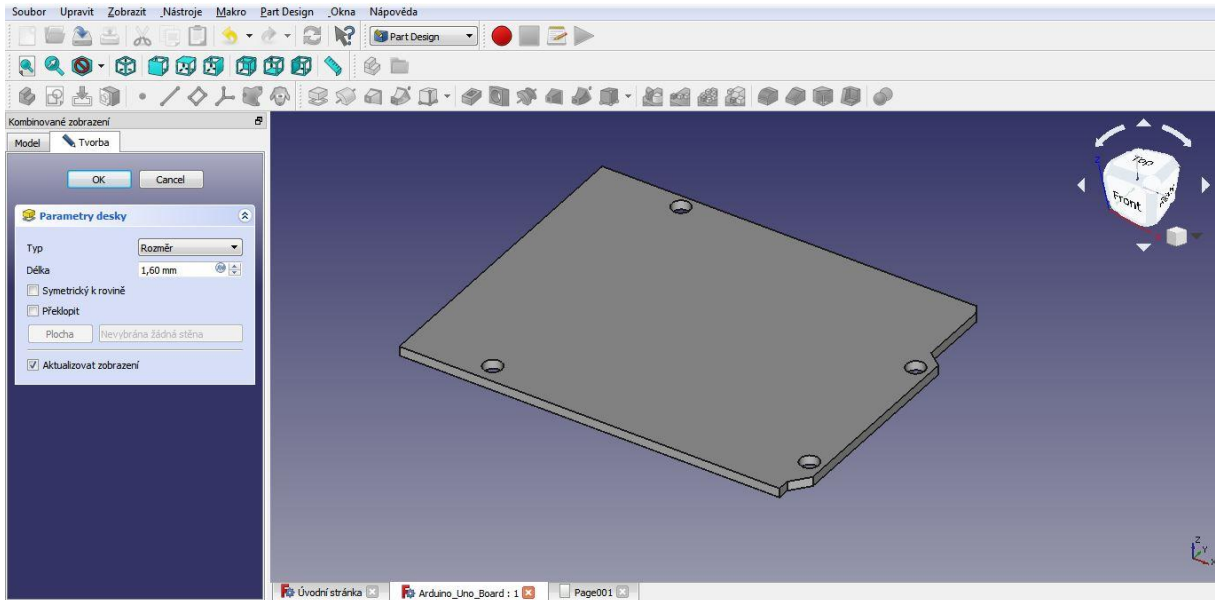 Soubor Upravit Zobrazit Nástroje Makro Part Design Okna Nápověda
Part Design
Kombinované zobrazení
Model Tvorba
OK Cancel
Parametry desky
Typ Rozměr
Délka 1,60 mm
Symetrický k rovině
Překlopit
Plocha Nevybrána žádná stěna
Aktualizovat zobrazení
Top
Front
Z
X
Z
Y
X
Úvodní stránka Arduino_Uno_Board : 1 Page001